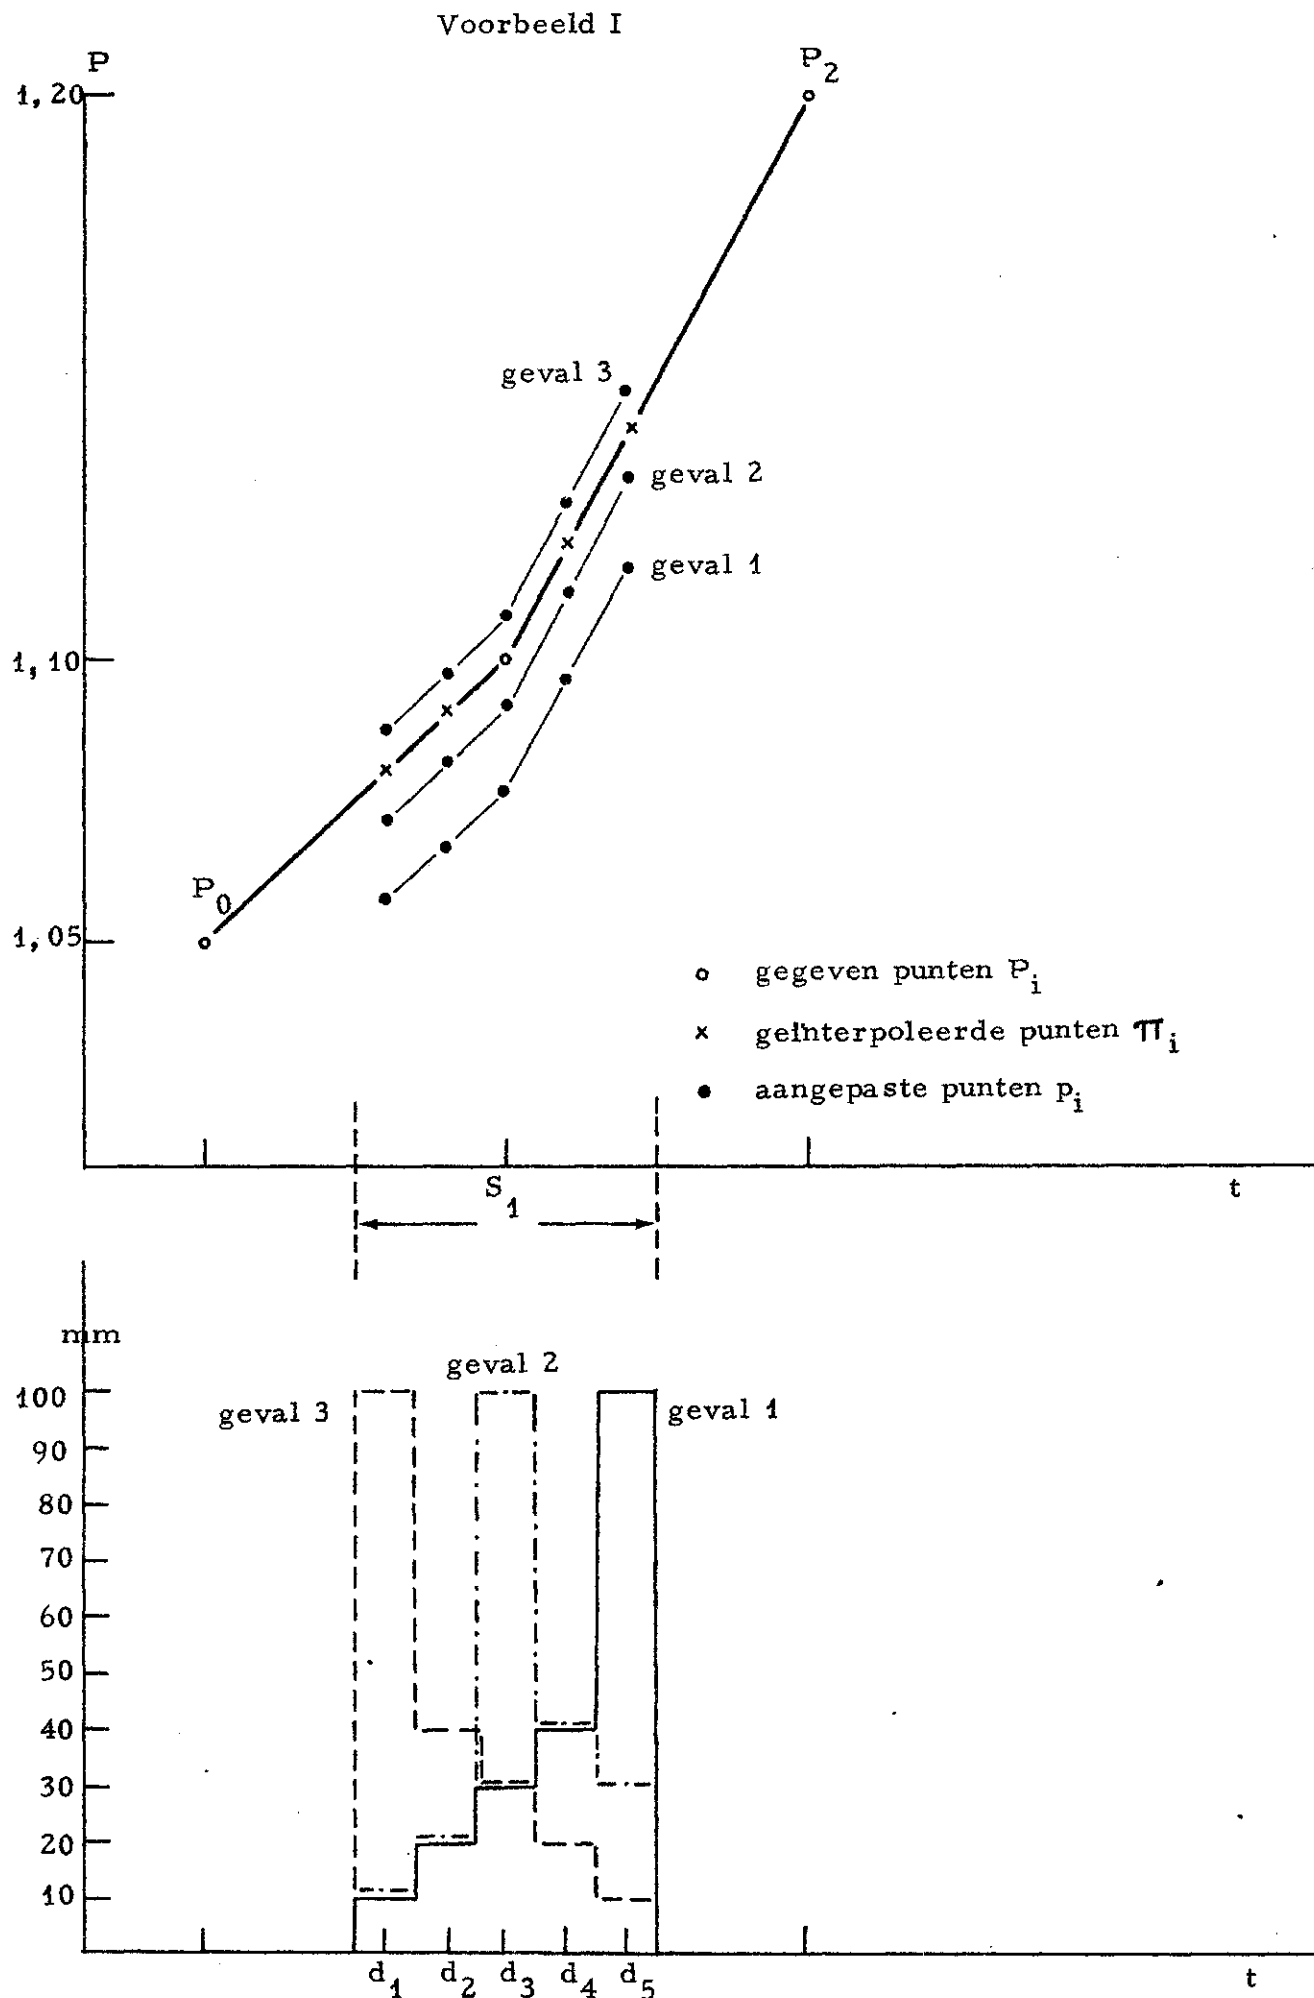 Voorbeeld I
P
P2
1,20
geval 3
geval 2
geval 1
1,10
P0
1,05
o gegeven punten Pi
x geïnterpoleerde punten πi
● aangepaste punten pi
S1
t
mm
geval 2
100
geval 3
geval 1
90
80
70
60
50
40
30
20
10
d1 d2 d3 d4 d5
t